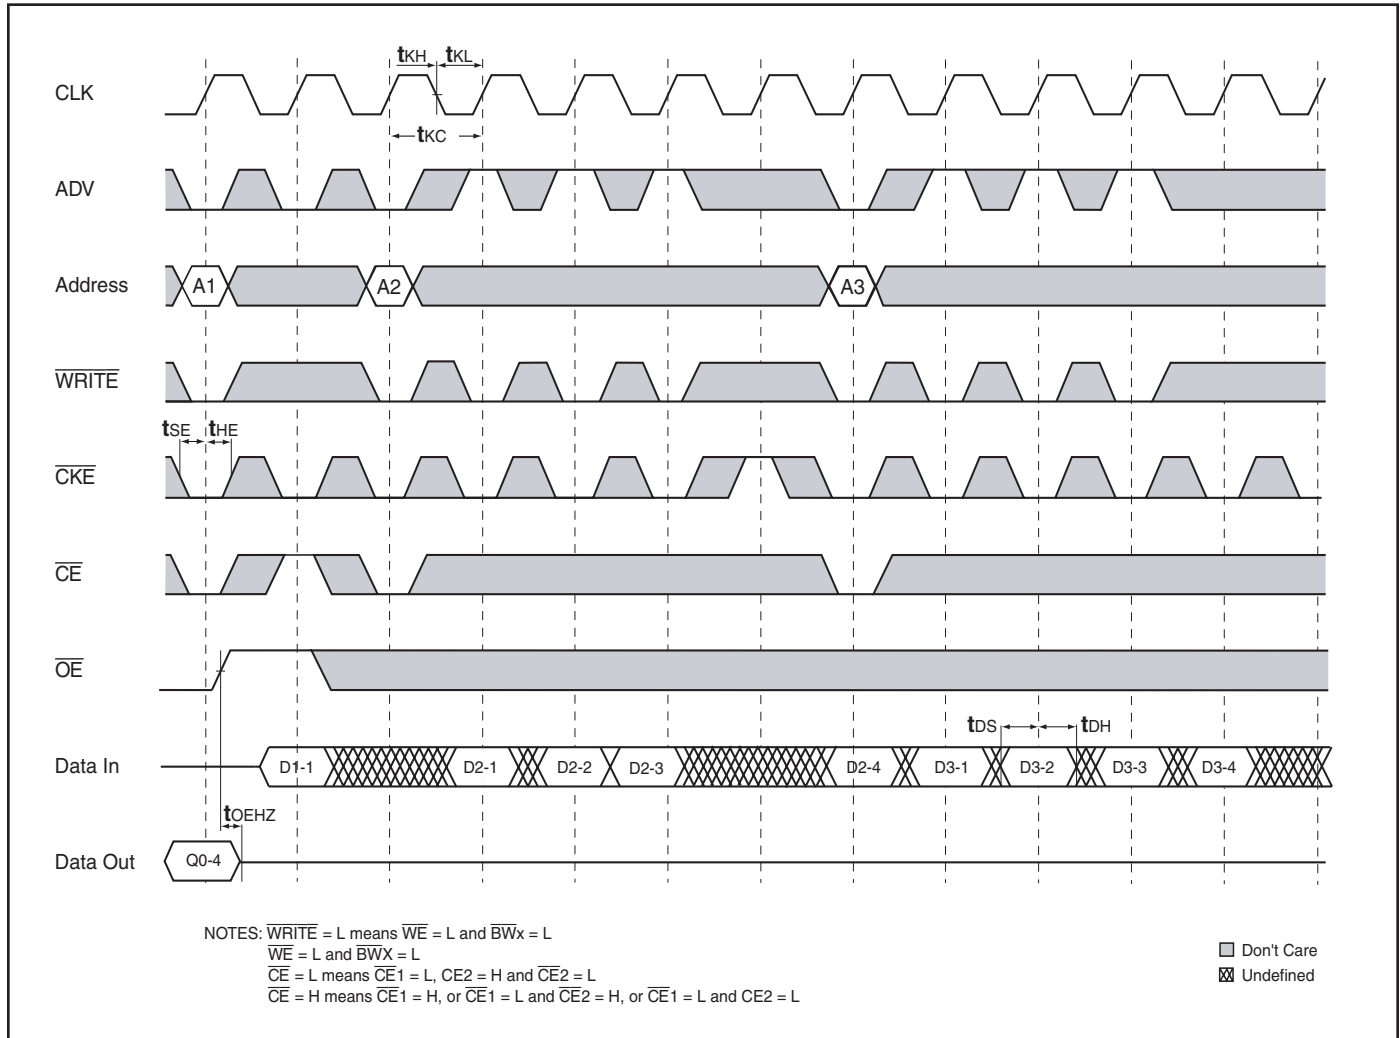 tKH tKL
CLK
tKC
ADV
Address A1 A2 A3
WRITE
tSE tHE
CKE
CE
OE
tDS tDH
Data In D1-1 D2-1 D2-2 D2-3 D2-4 D3-1 D3-2 D3-3 D3-4
tOEHZ
Data Out Q0-4
NOTES: WRITE = L means WE = L and BWx = L
WE = L and BWX = L
CE = L means CE1 = L, CE2 = H and CE2 = L
CE = H means CE1 = H, or CE1 = L and CE2 = H, or CE1 = L and CE2 = L
Don't Care
Undefined